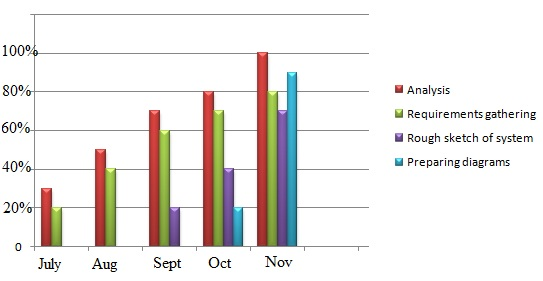 100%
80%
60%
40%
20%
0
July Aug Sept Oct Nov
Analysis
Requirements gathering
Rough sketch of system
Preparing diagrams